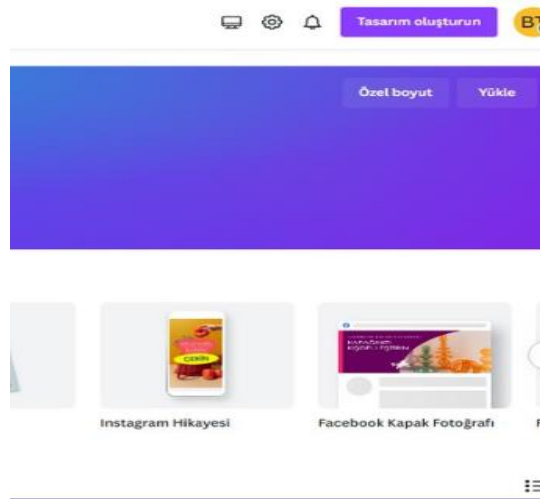 Tasarım oluşturun
BT
Özel boyut Yükle
Instagram Hikayesi
Facebook Kapak Fotoğrafı